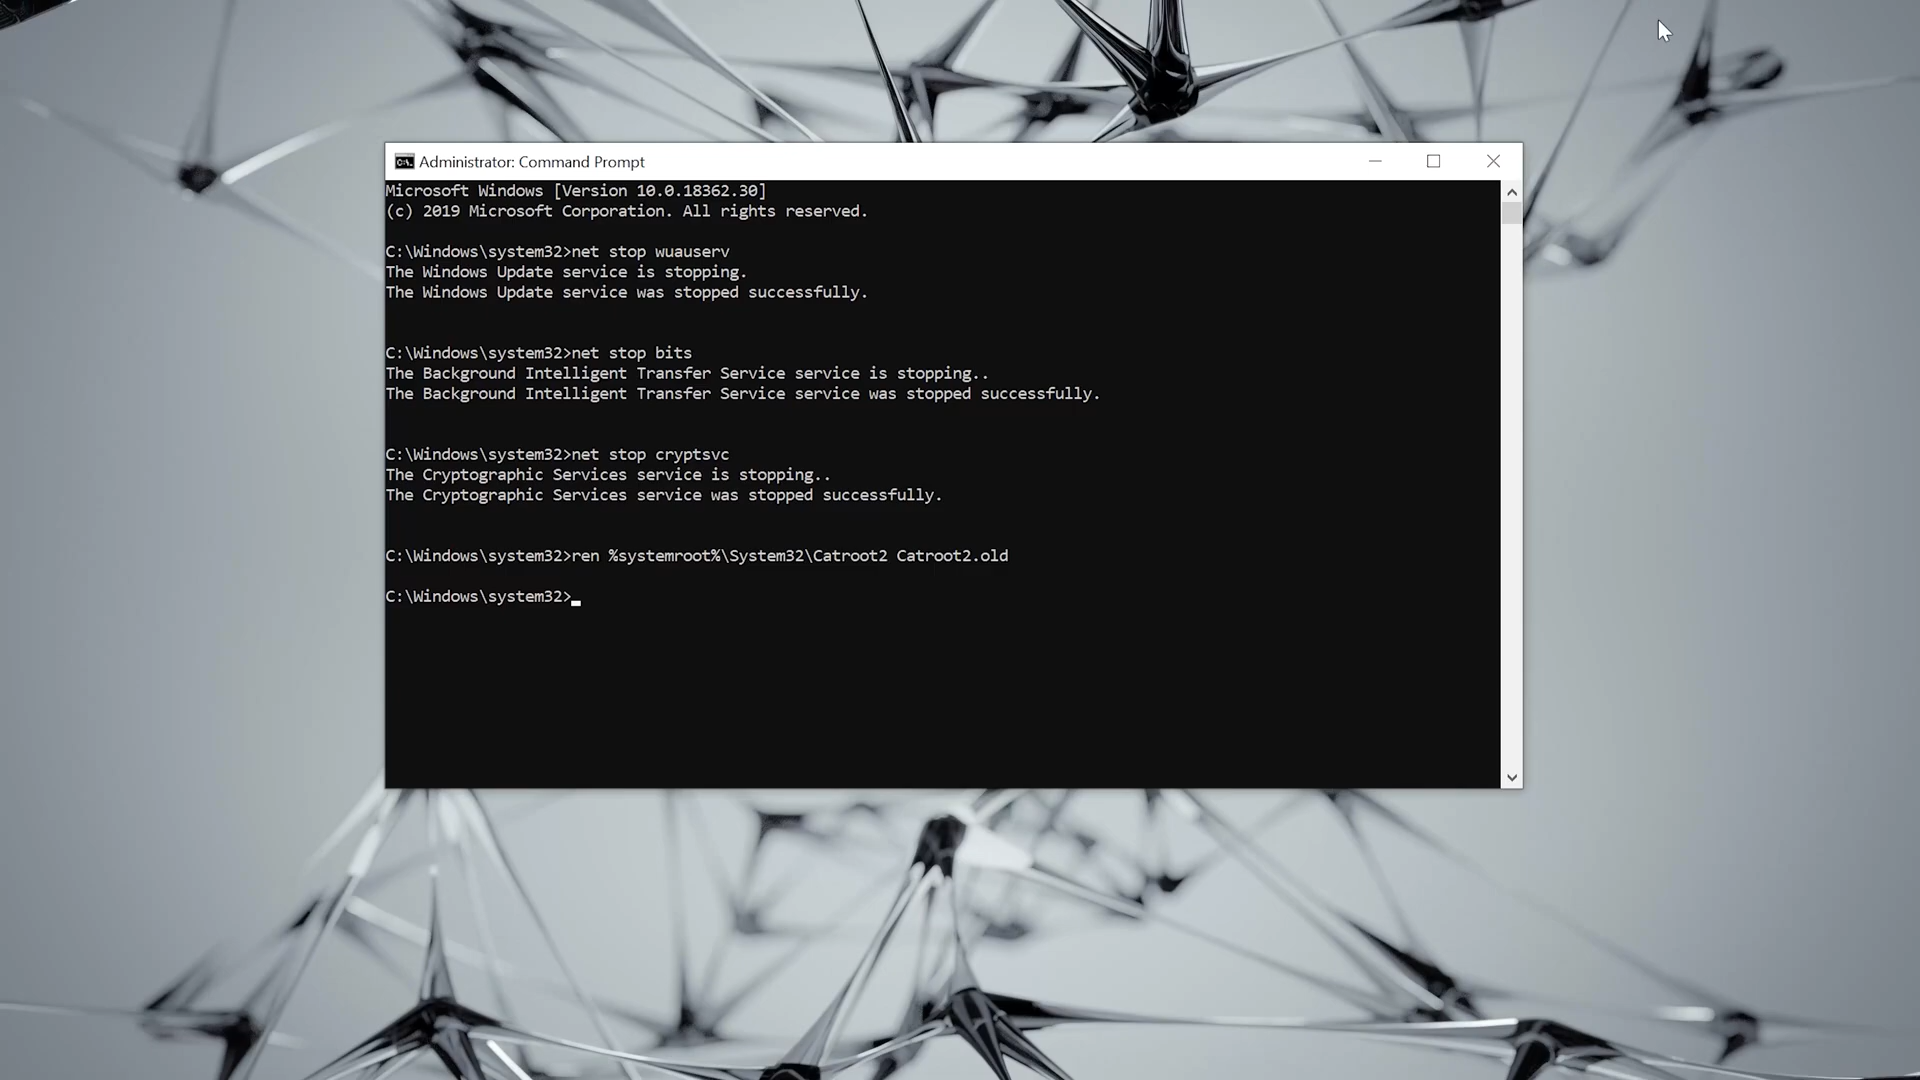 Administrator: Command Prompt
Microsoft Windows [Version 10.0.18362.30]
(c) 2019 Microsoft Corporation. All rights reserved.
C:\Windows\system32>net stop wuauserv
The Windows Update service is stopping.
The Windows Update service was stopped successfully.
C:\Windows\system32>net stop bits
The Background Intelligent Transfer Service service is stopping..
The Background Intelligent Transfer Service service was stopped successfully.
C:\Windows\system32>net stop cryptsvc
The Cryptographic Services service is stopping..
The Cryptographic Services service was stopped successfully.
C:\Windows\system32>ren %systemroot%\System32\Catroot2 Catroot2.old
C:\Windows\system32>